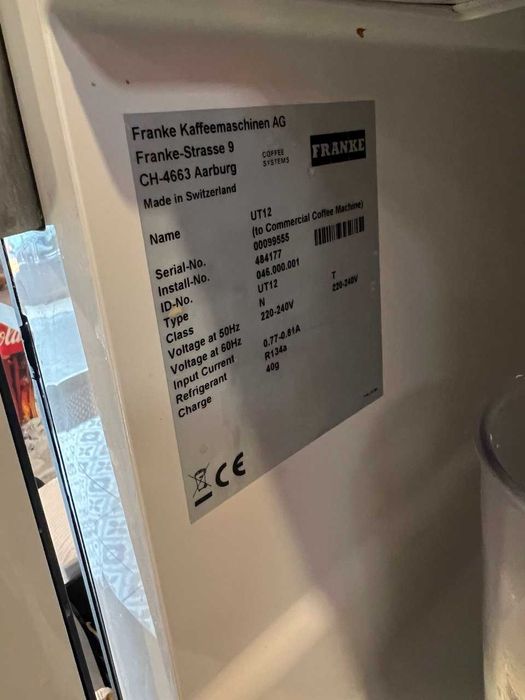 Franke Kaffeemaschinen AG
Franke-Strasse 9
CH-4663 Aarburg
Made in Switzerland
COFFEE
SYSTEMS
FRANKE
Name UT12
(to Commercial Coffee Machine)
Serial-No. 00099555
Install-No. 484177
ID-No. 046.000.001
Type UT12
Class N T
Voltage at 50Hz 220-240V 220-240V
Voltage at 60Hz
Input Current 0.77-0.61A
Refrigerant R134a
Charge 40g
CE